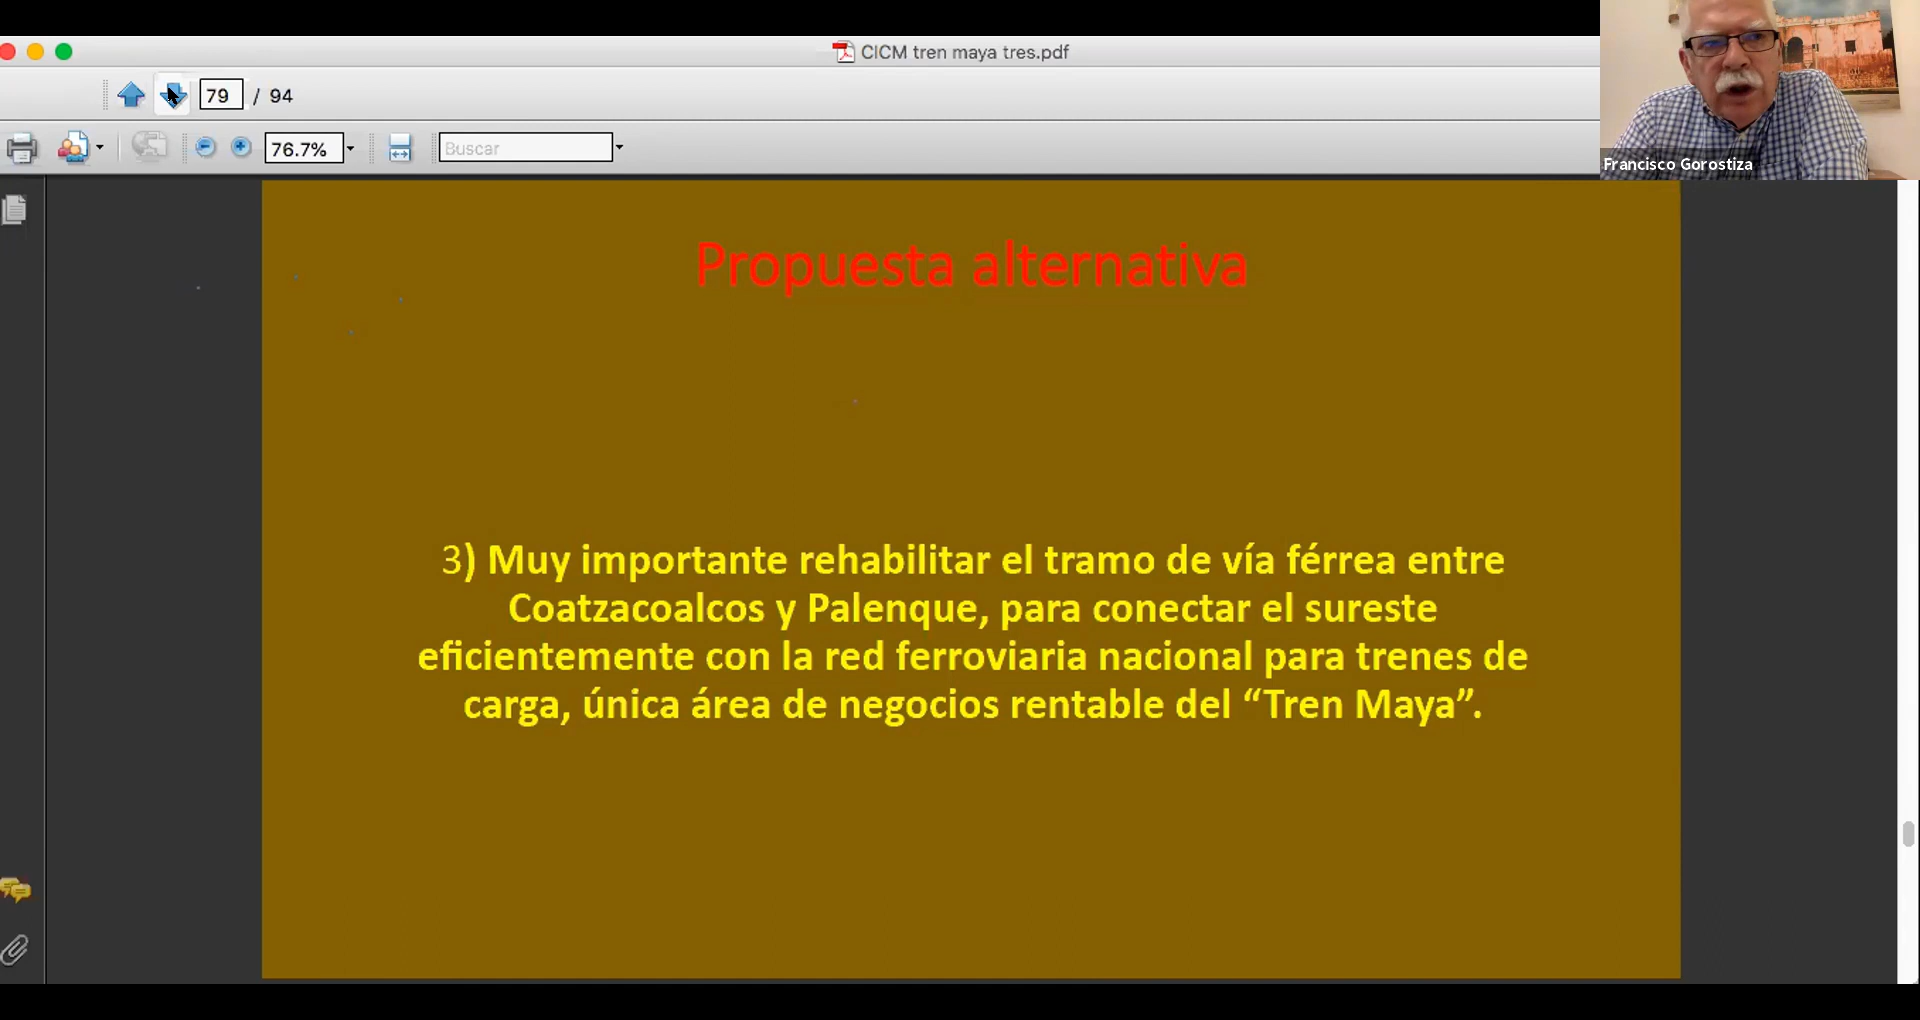 CICM tren maya tres.pdf
79 / 94
76.7%
Buscar
Francisco Gorostiza
Propuesta alternativa
3) Muy importante rehabilitar el tramo de vía férrea entre
Coatzacoalcos y Palenque, para conectar el sureste
eficientemente con la red ferroviaria nacional para trenes de
carga, única área de negocios rentable del “Tren Maya”.